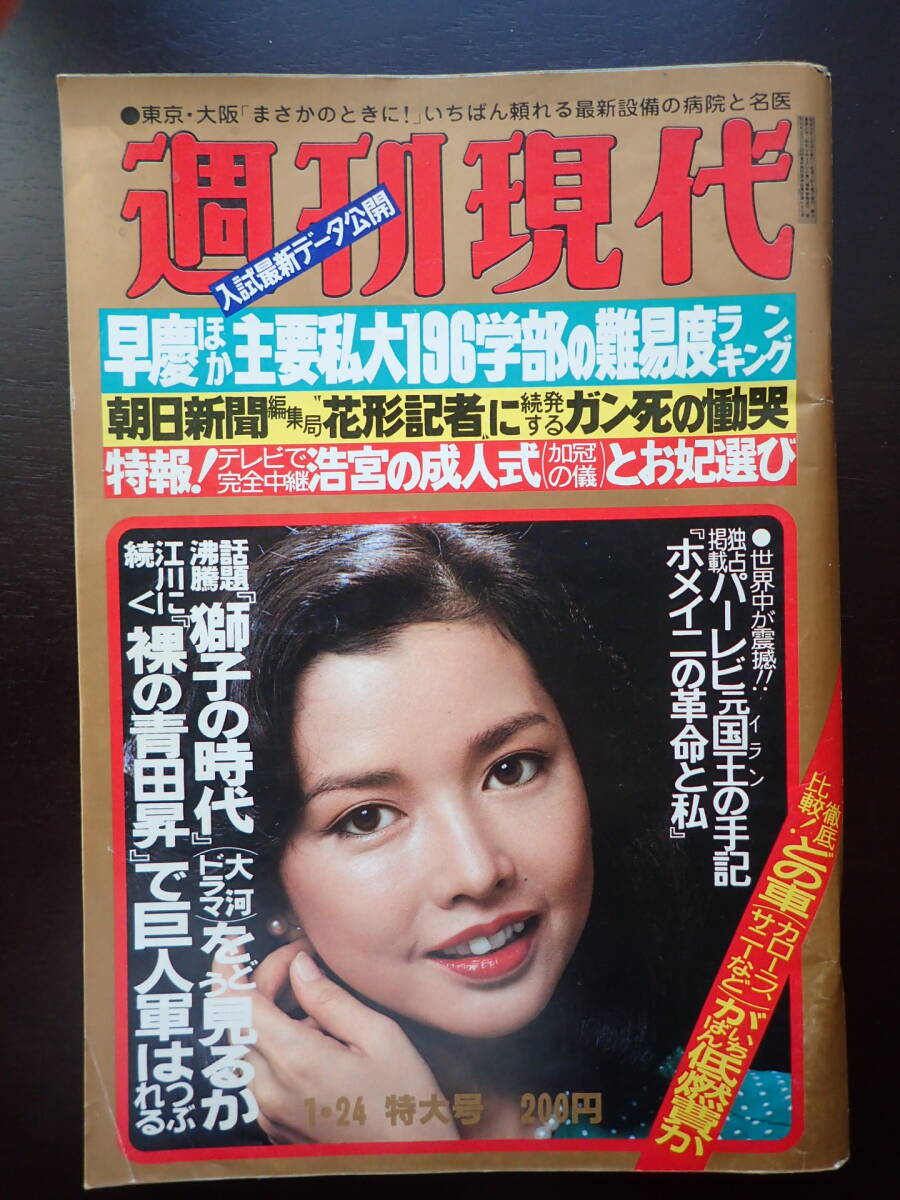 ●東京・大阪「まさかのときに!」いちばん頼れる最新設備の病院と名医
週刊現代
入試最新データ公開
早慶ほか主要私大196学部の難易度ランキング
朝日新聞編集局〝花形記者〟に続発するガン死の慟哭
特報!テレビで完全中継浩宮の成人式(加冠の儀)とお妃選び
●世界中が震撼!!
独占掲載パーレビ元国王の手記
イラン
『ホメイニの革命と私』
話題沸騰『獅子の時代』(大河ドラマ)をどう見るか
江川に続く『裸の青田昇』で巨人軍はつぶれる
徹底比較!どの車(カローラ、サニーなど)がいちばん低燃費か
1・24 特大号 200円